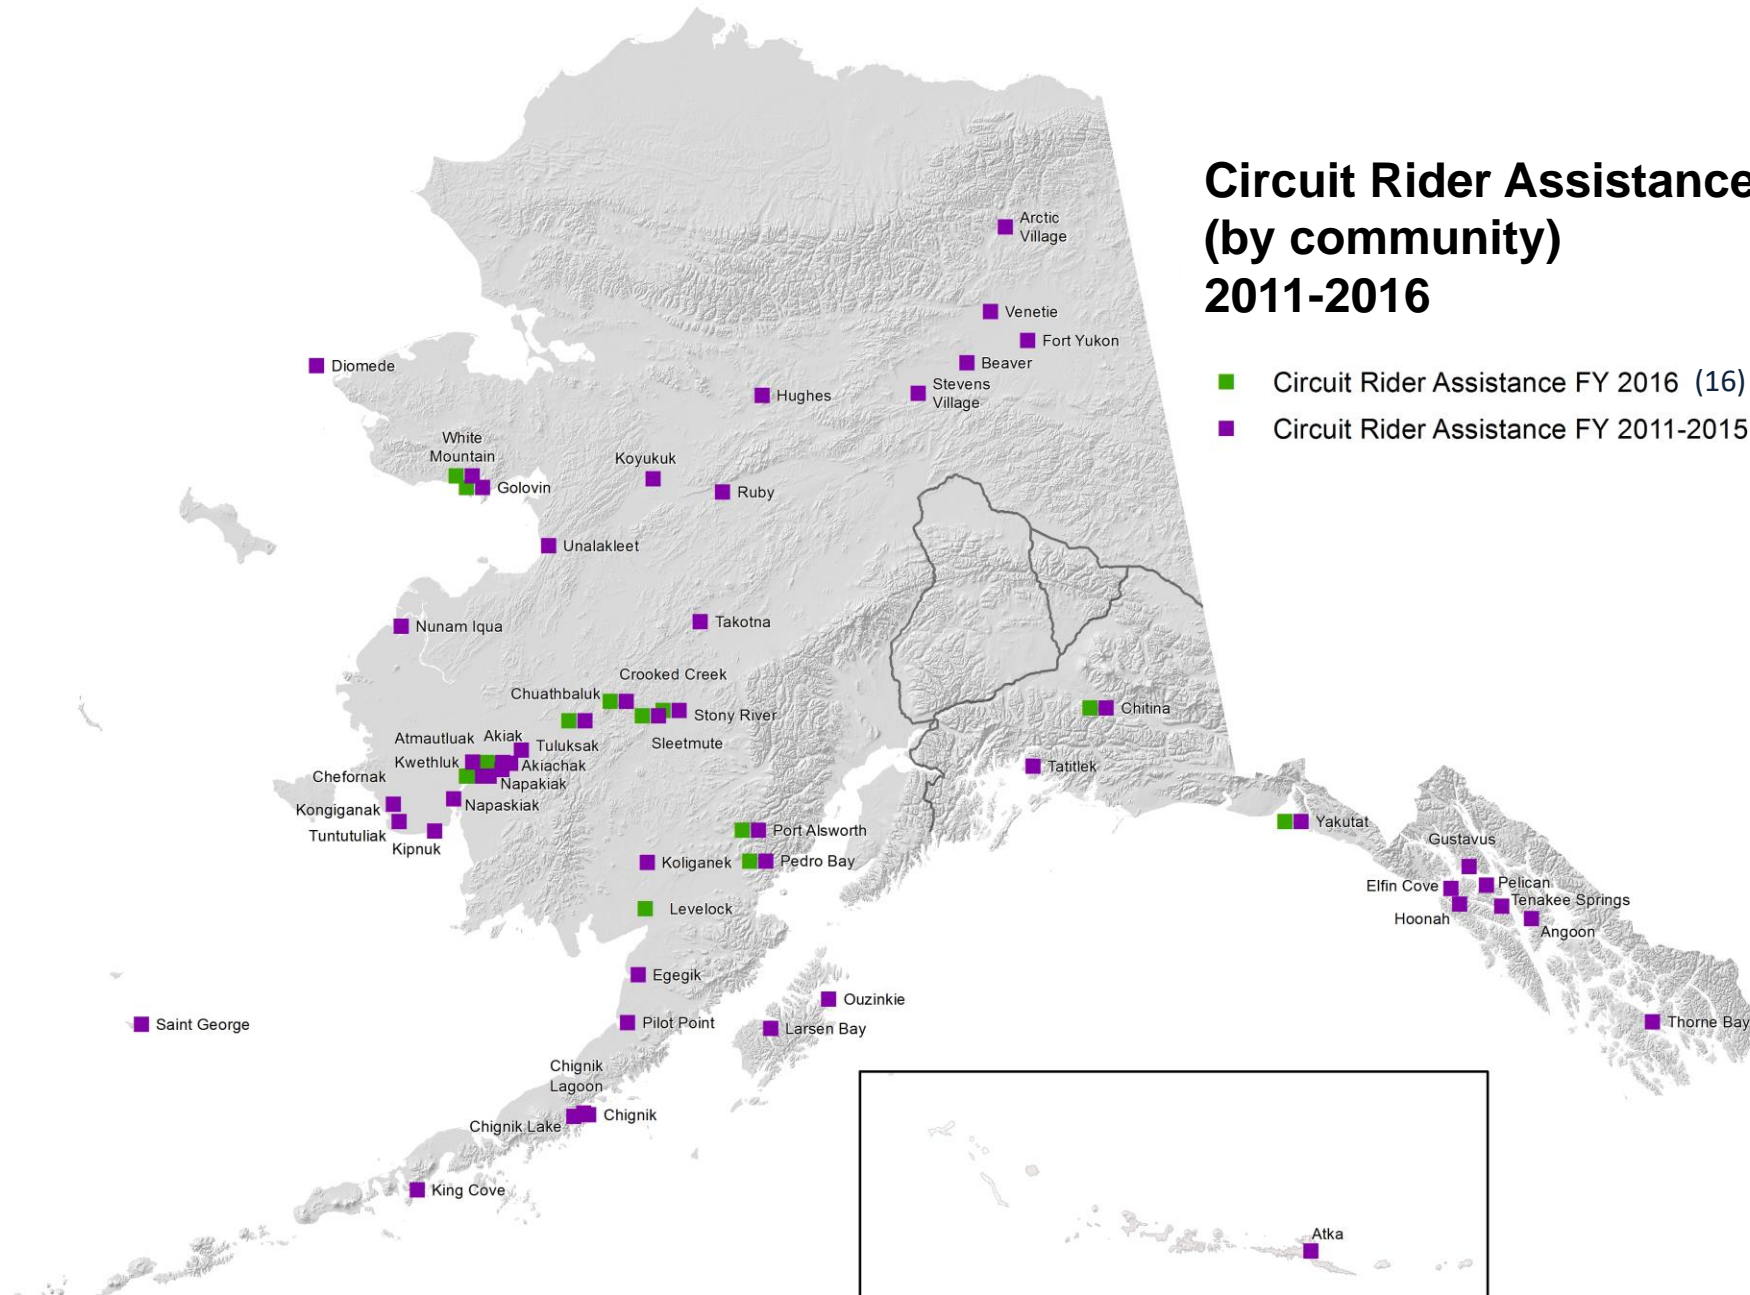 Circuit Rider Assistance
(by community)
2011-2016
Circuit Rider Assistance FY 2016 (16)
Circuit Rider Assistance FY 2011-2015
Arctic
Village
Venetie
Fort Yukon
Beaver
Stevens
Village
Diomede
Hughes
White
Mountain
Golovin
Koyukuk
Ruby
Unalakleet
Nunam Iqua
Takotna
Crooked Creek
Chuathbaluk
Stony River
Sleetmute
Chitina
Atmautluak
Akiak
Tuluksak
Kwethluk
Akiachak
Chefornak
Napakiak
Kongiganak
Napaskiak
Tuntutuliak
Kipnuk
Tatitlek
Port Alsworth
Pedro Bay
Koliganek
Levelock
Yakutat
Gustavus
Elfin Cove
Pelican
Tenakee Springs
Hoonah
Angoon
Egegik
Ouzinkie
Saint George
Pilot Point
Larsen Bay
Thorne Bay
Chignik
Lagoon
Chignik
Chignik Lake
King Cove
Atka